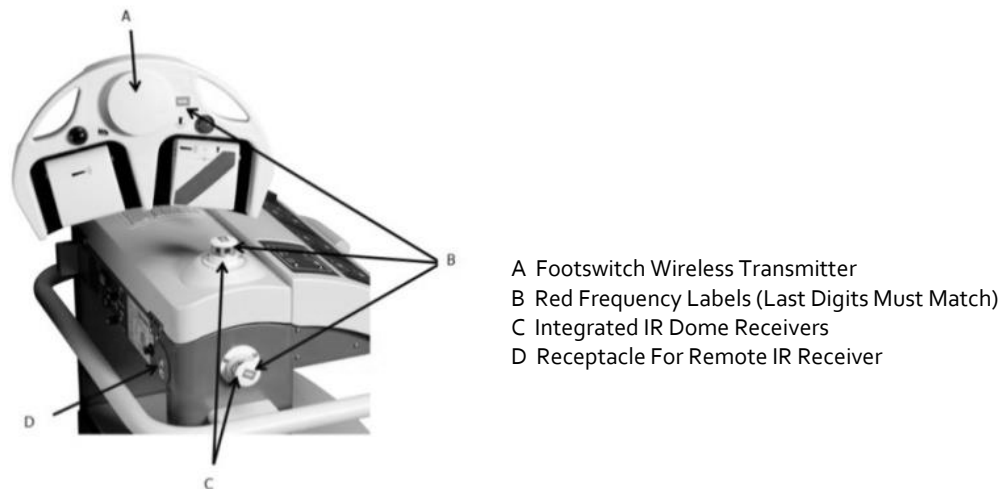 A
B
D
C
A Footswitch Wireless Transmitter
B Red Frequency Labels (Last Digits Must Match)
C Integrated IR Dome Receivers
D Receptacle For Remote IR Receiver